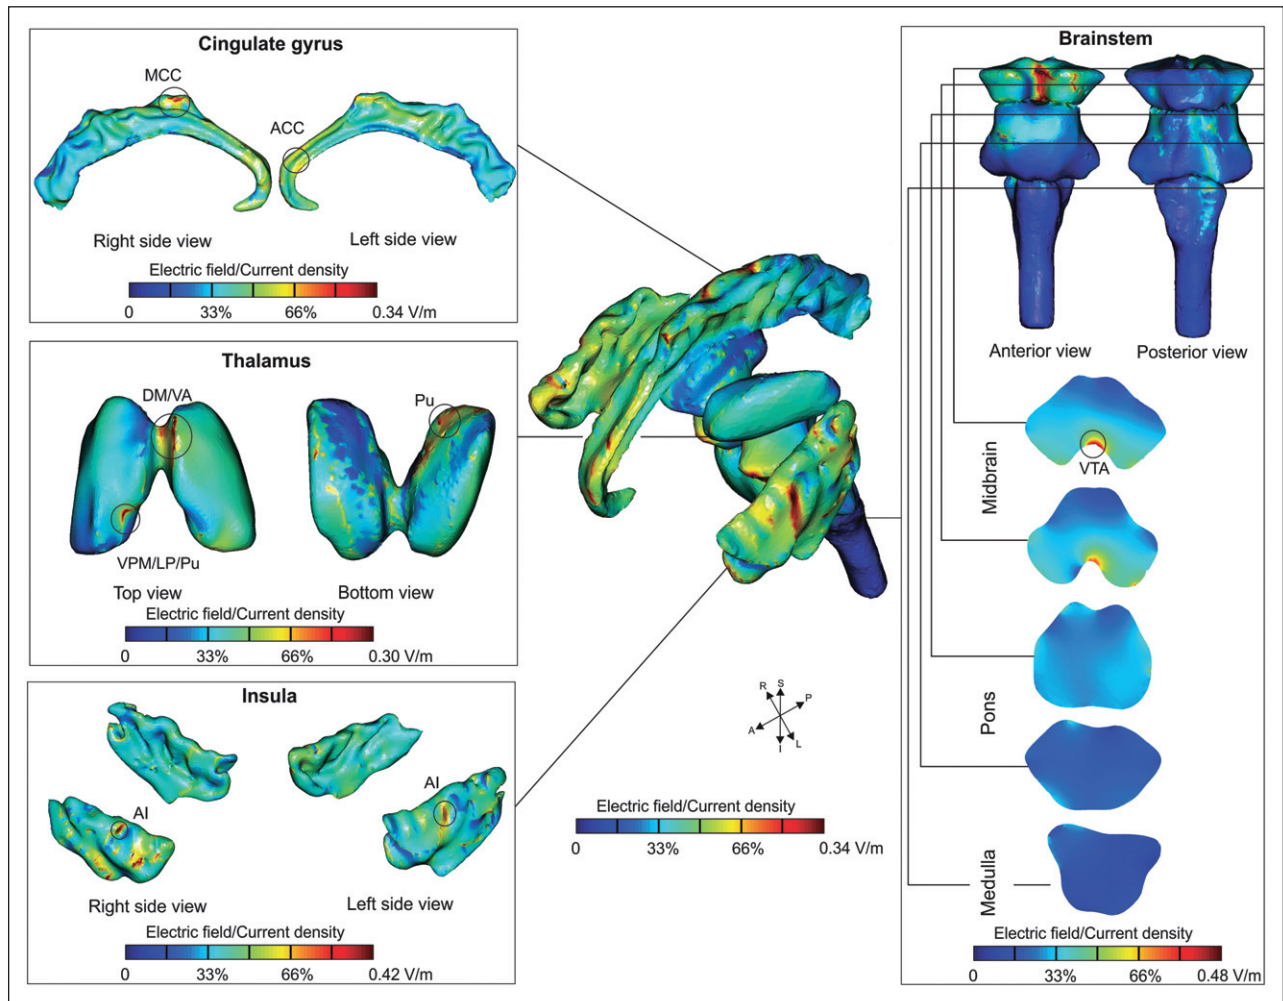 Cingulate gyrus
MCC
ACC
Right side view
Left side view
Electric field/Current density
0 33% 66% 0.34 V/m
Thalamus
DM/VA
Pu
VPM/LP/Pu
Top view
Bottom view
Electric field/Current density
0 33% 66% 0.30 V/m
Insula
AI
AI
Right side view
Left side view
Electric field/Current density
0 33% 66% 0.42 V/m
R S P
A I L
Electric field/Current density
0 33% 66% 0.34 V/m
Brainstem
Anterior view
Posterior view
Midbrain
VTA
Pons
Medulla
Electric field/Current density
0 33% 66% 0.48 V/m